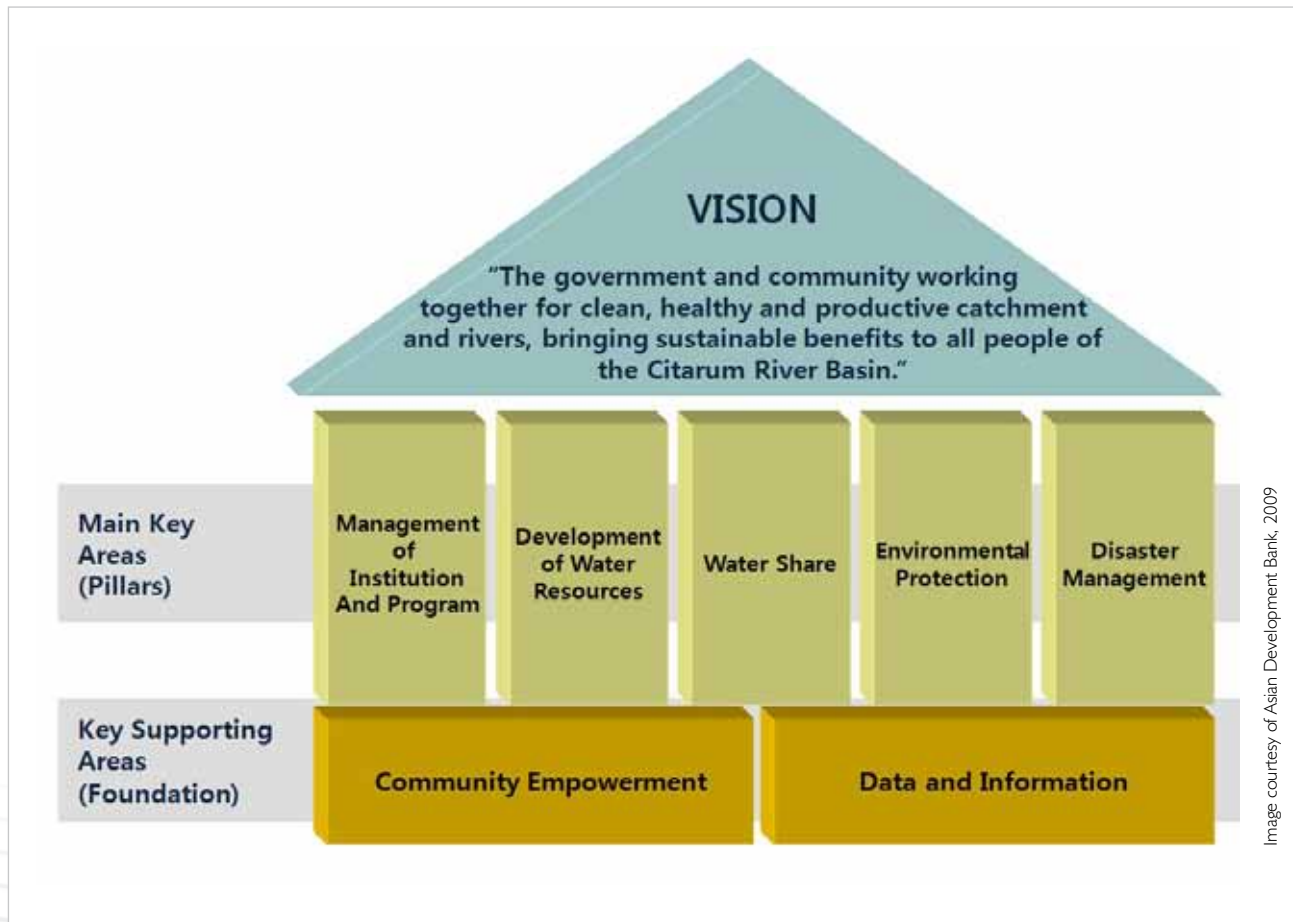 VISION
"The government and community working
together for clean, healthy and productive catchment
and rivers, bringing sustainable benefits to all people of
the Citarum River Basin."
Main Key
Areas
(Pillars)
Management
of
Institution
And Program
Development
of Water
Resources
Water Share
Environmental
Protection
Disaster
Management
Key Supporting
Areas
(Foundation)
Community Empowerment
Data and Information
Image courtesy of Asian Development Bank, 2009